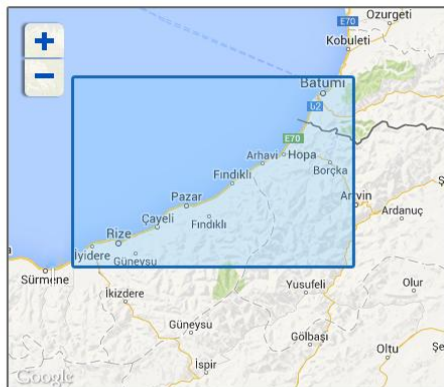 Ozurgeti
E70
Kobuleti
+
−
Batumi
E70
Arhavi
Hopa
Borçka
Fındıklı
Pazar
Artvin
Ardanuç
Çayeli
Fındıklı
Rize
İyidere
Güneysu
Sürmene
İkizdere
Yusufeli
Olur
Güneysu
Gölbaşı
Oltu
İspir
Google